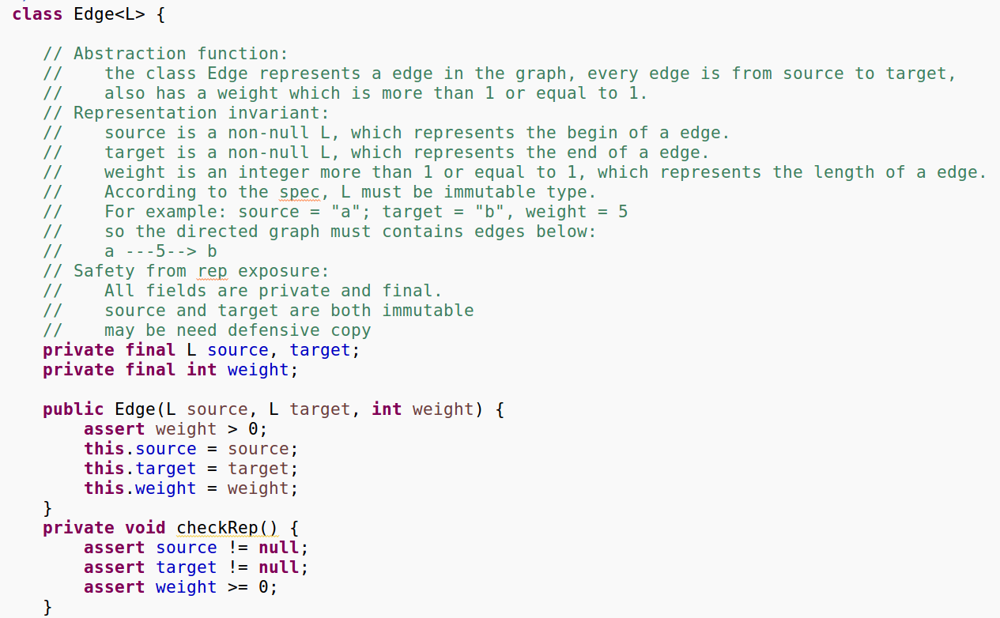 class Edge<L> {
// Abstraction function:
//    the class Edge represents a edge in the graph, every edge is from source to target,
//    also has a weight which is more than 1 or equal to 1.
// Representation invariant:
//    source is a non-null L, which represents the begin of a edge.
//    target is a non-null L, which represents the end of a edge.
//    weight is an integer more than 1 or equal to 1, which represents the length of a edge.
//    According to the spec, L must be immutable type.
//    For example: source = "a"; target = "b", weight = 5
//    so the directed graph must contains edges below:
//    a ---5--> b
// Safety from rep exposure:
//    All fields are private and final.
//    source and target are both immutable
//    may be need defensive copy
private final L source, target;
private final int weight;
public Edge(L source, L target, int weight) {
assert weight > 0;
this.source = source;
this.target = target;
this.weight = weight;
}
private void checkRep() {
assert source != null;
assert target != null;
assert weight >= 0;
}